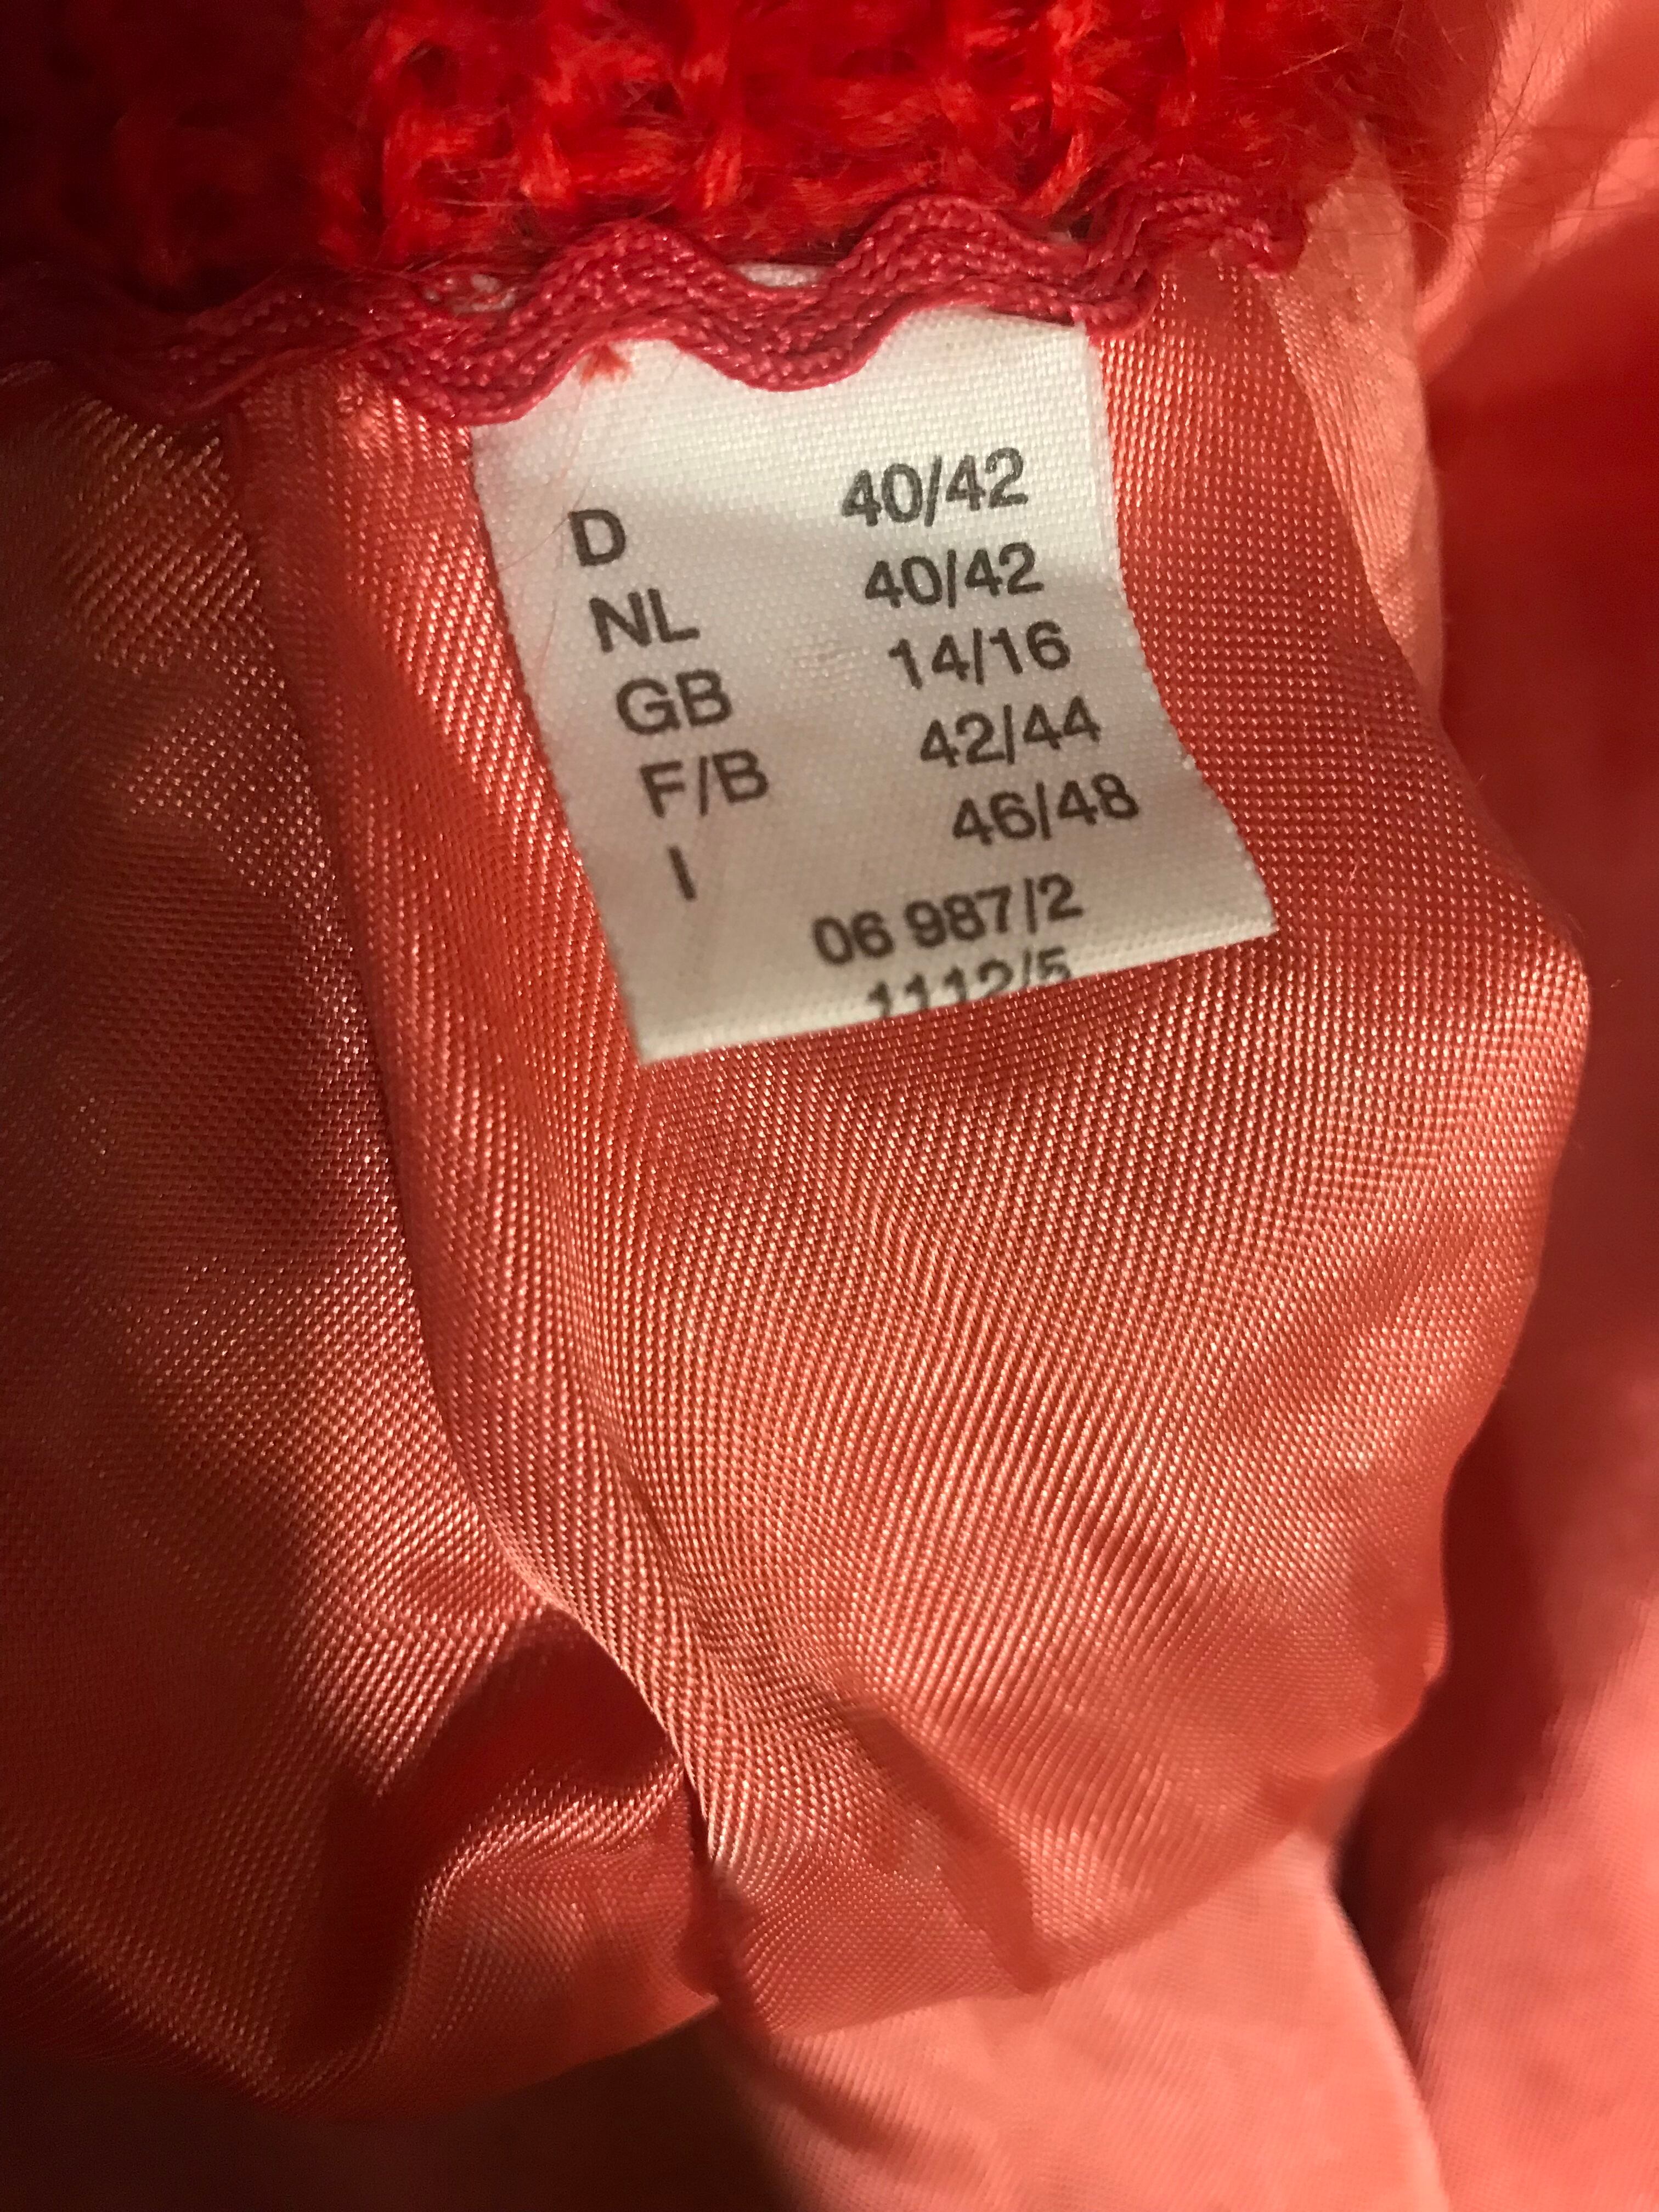 D 40/42
NL 40/42
GB 14/16
F/B 42/44
I 46/48
06 987/2
1112/5